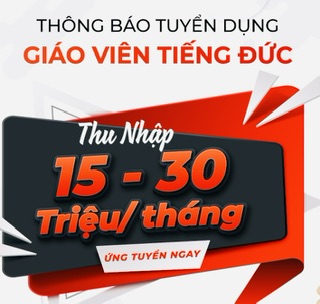 THÔNG BÁO TUYỂN DỤNG
GIÁO VIÊN TIẾNG ĐỨC
Thu Nhập
15 - 30
Triệu/ tháng
ỨNG TUYỂN NGAY